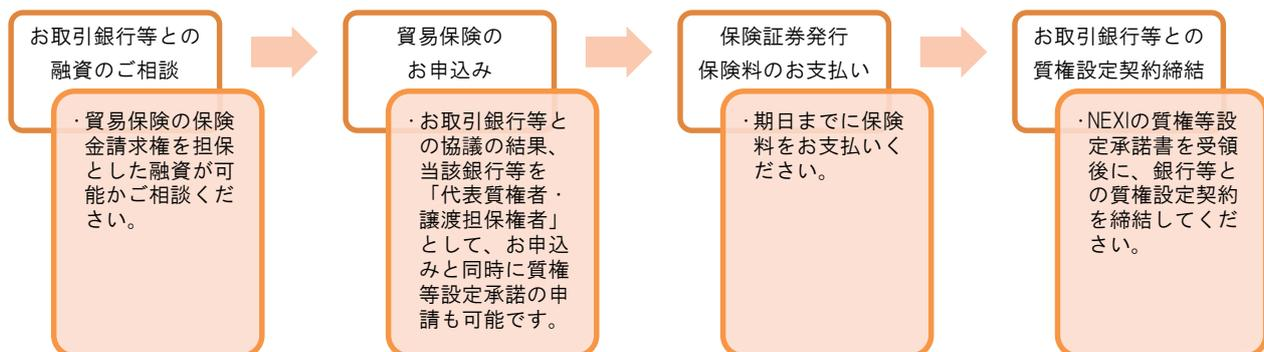 お取引銀行等との
融資のご相談
・貿易保険の保険
金請求権を担保
とした融資が可
能かご相談くだ
さい。
貿易保険の
お申込み
・お取引銀行等と
の協議の結果、
当該銀行等を
「代表質権者・
譲渡担保権者」
として、お申込
みと同時に質権
等設定承諾の申
請も可能です。
保険証券発行
保険料のお支払い
・期日までに保険
料をお支払いく
ださい。
お取引銀行等との
質権設定契約締結
・NEXIの質権等設
定承諾書を受領
後に、銀行等と
の質権設定契約
を締結してくだ
さい。